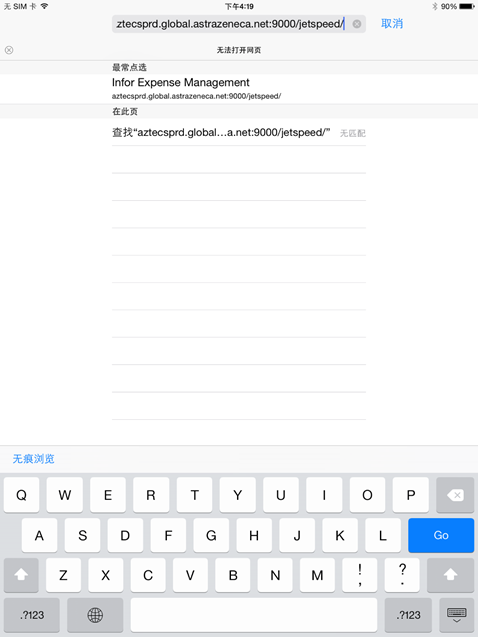 无 SIM 卡 下午4:19 90%
ztecsprd.global.astrazeneca.net:9000/jetspeed/ 取消
无法打开网页
最常点选
Infor Expense Management
aztecsprd.global.astrazeneca.net:9000/jetspeed/
在此页
查找“aztecsprd.global…a.net:9000/jetspeed/” 无匹配
无痕浏览
Q W E R T Y U I O P
A S D F G H J K L Go
Z X C V B N M ! , ? .
.?123 .?123